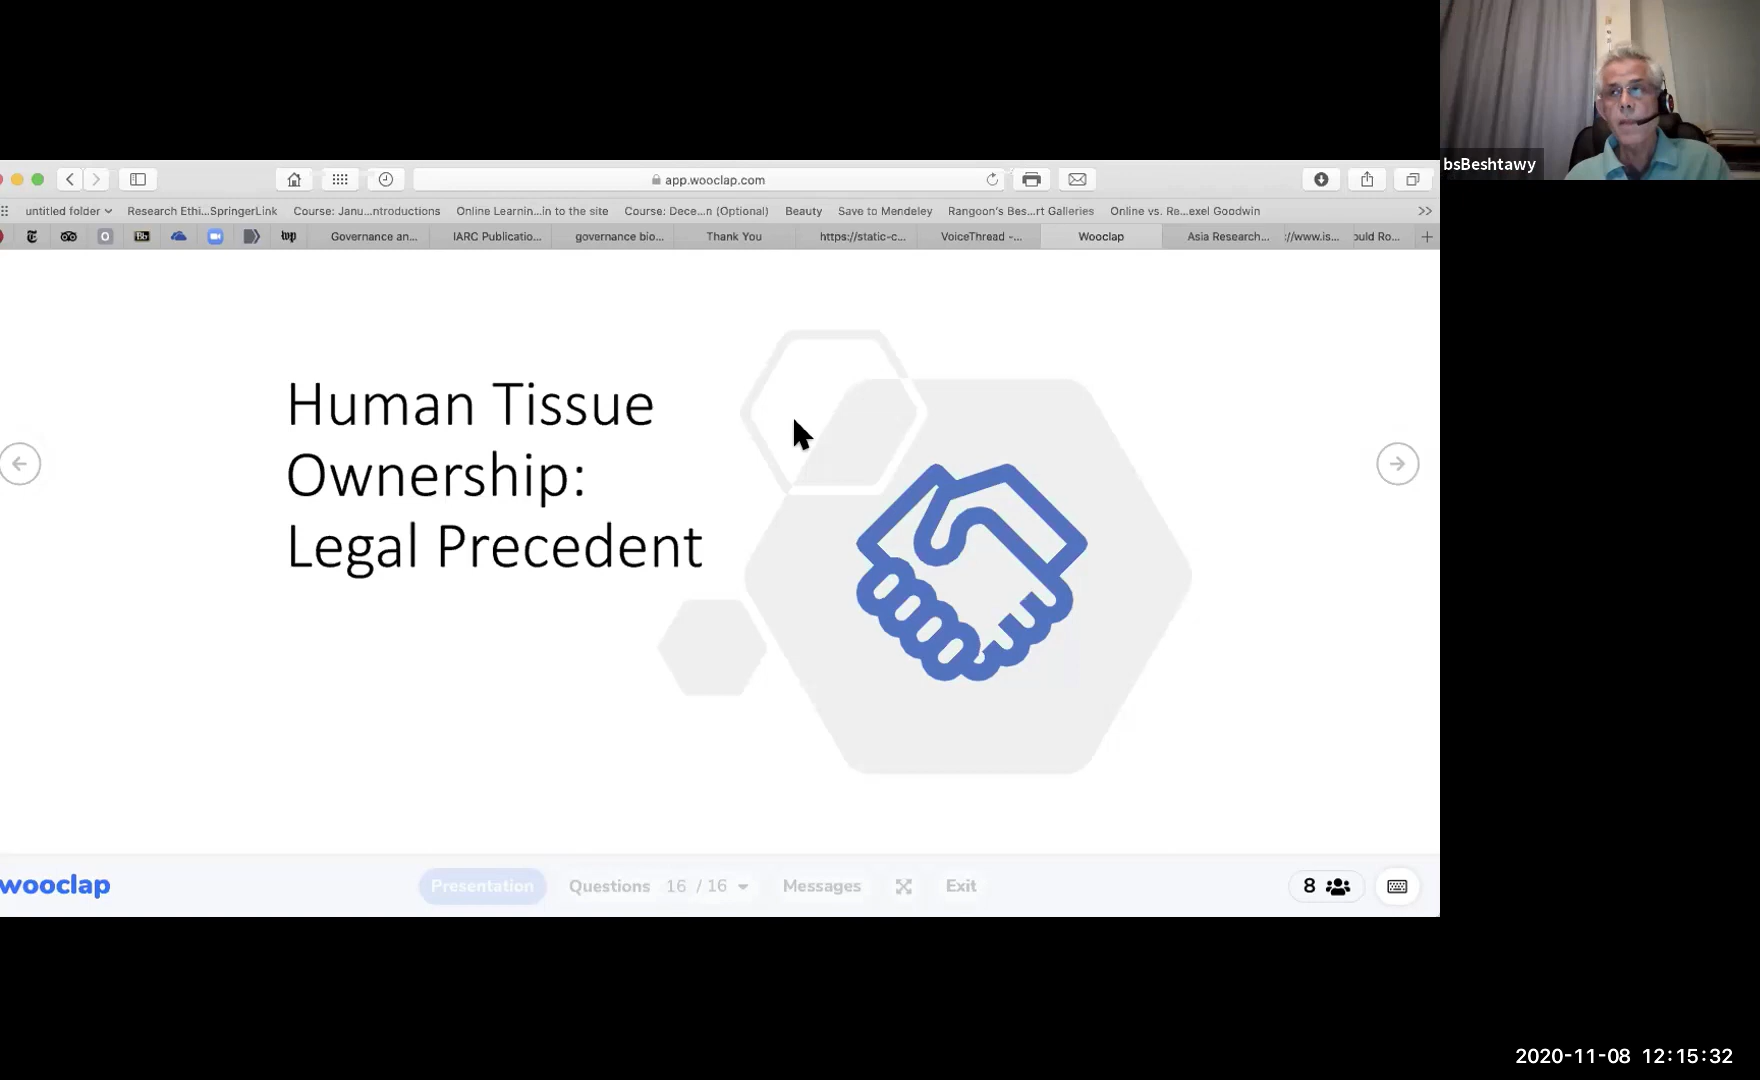 bsBeshtawy
app.wooclap.com
untitled folder
Research Ethi...SpringerLink
Course: Janu...ntroductions
Online Learnin...in to the site
Course: Dece...n (Optional)
Beauty
Save to Mendeley
Rangoon's Bes...rt Galleries
Online vs. Re...exel Goodwin
>>
Bb
wp
Governance an...
IARC Publicatio...
governance bio...
Thank You
https://static-c...
VoiceThread -...
Wooclap
Asia Research...
://www.is...
ould Ro...
Human Tissue
Ownership:
Legal Precedent
wooclap
Presentation
Questions 16 / 16
Messages
Exit
8
2020-11-08 12:15:32